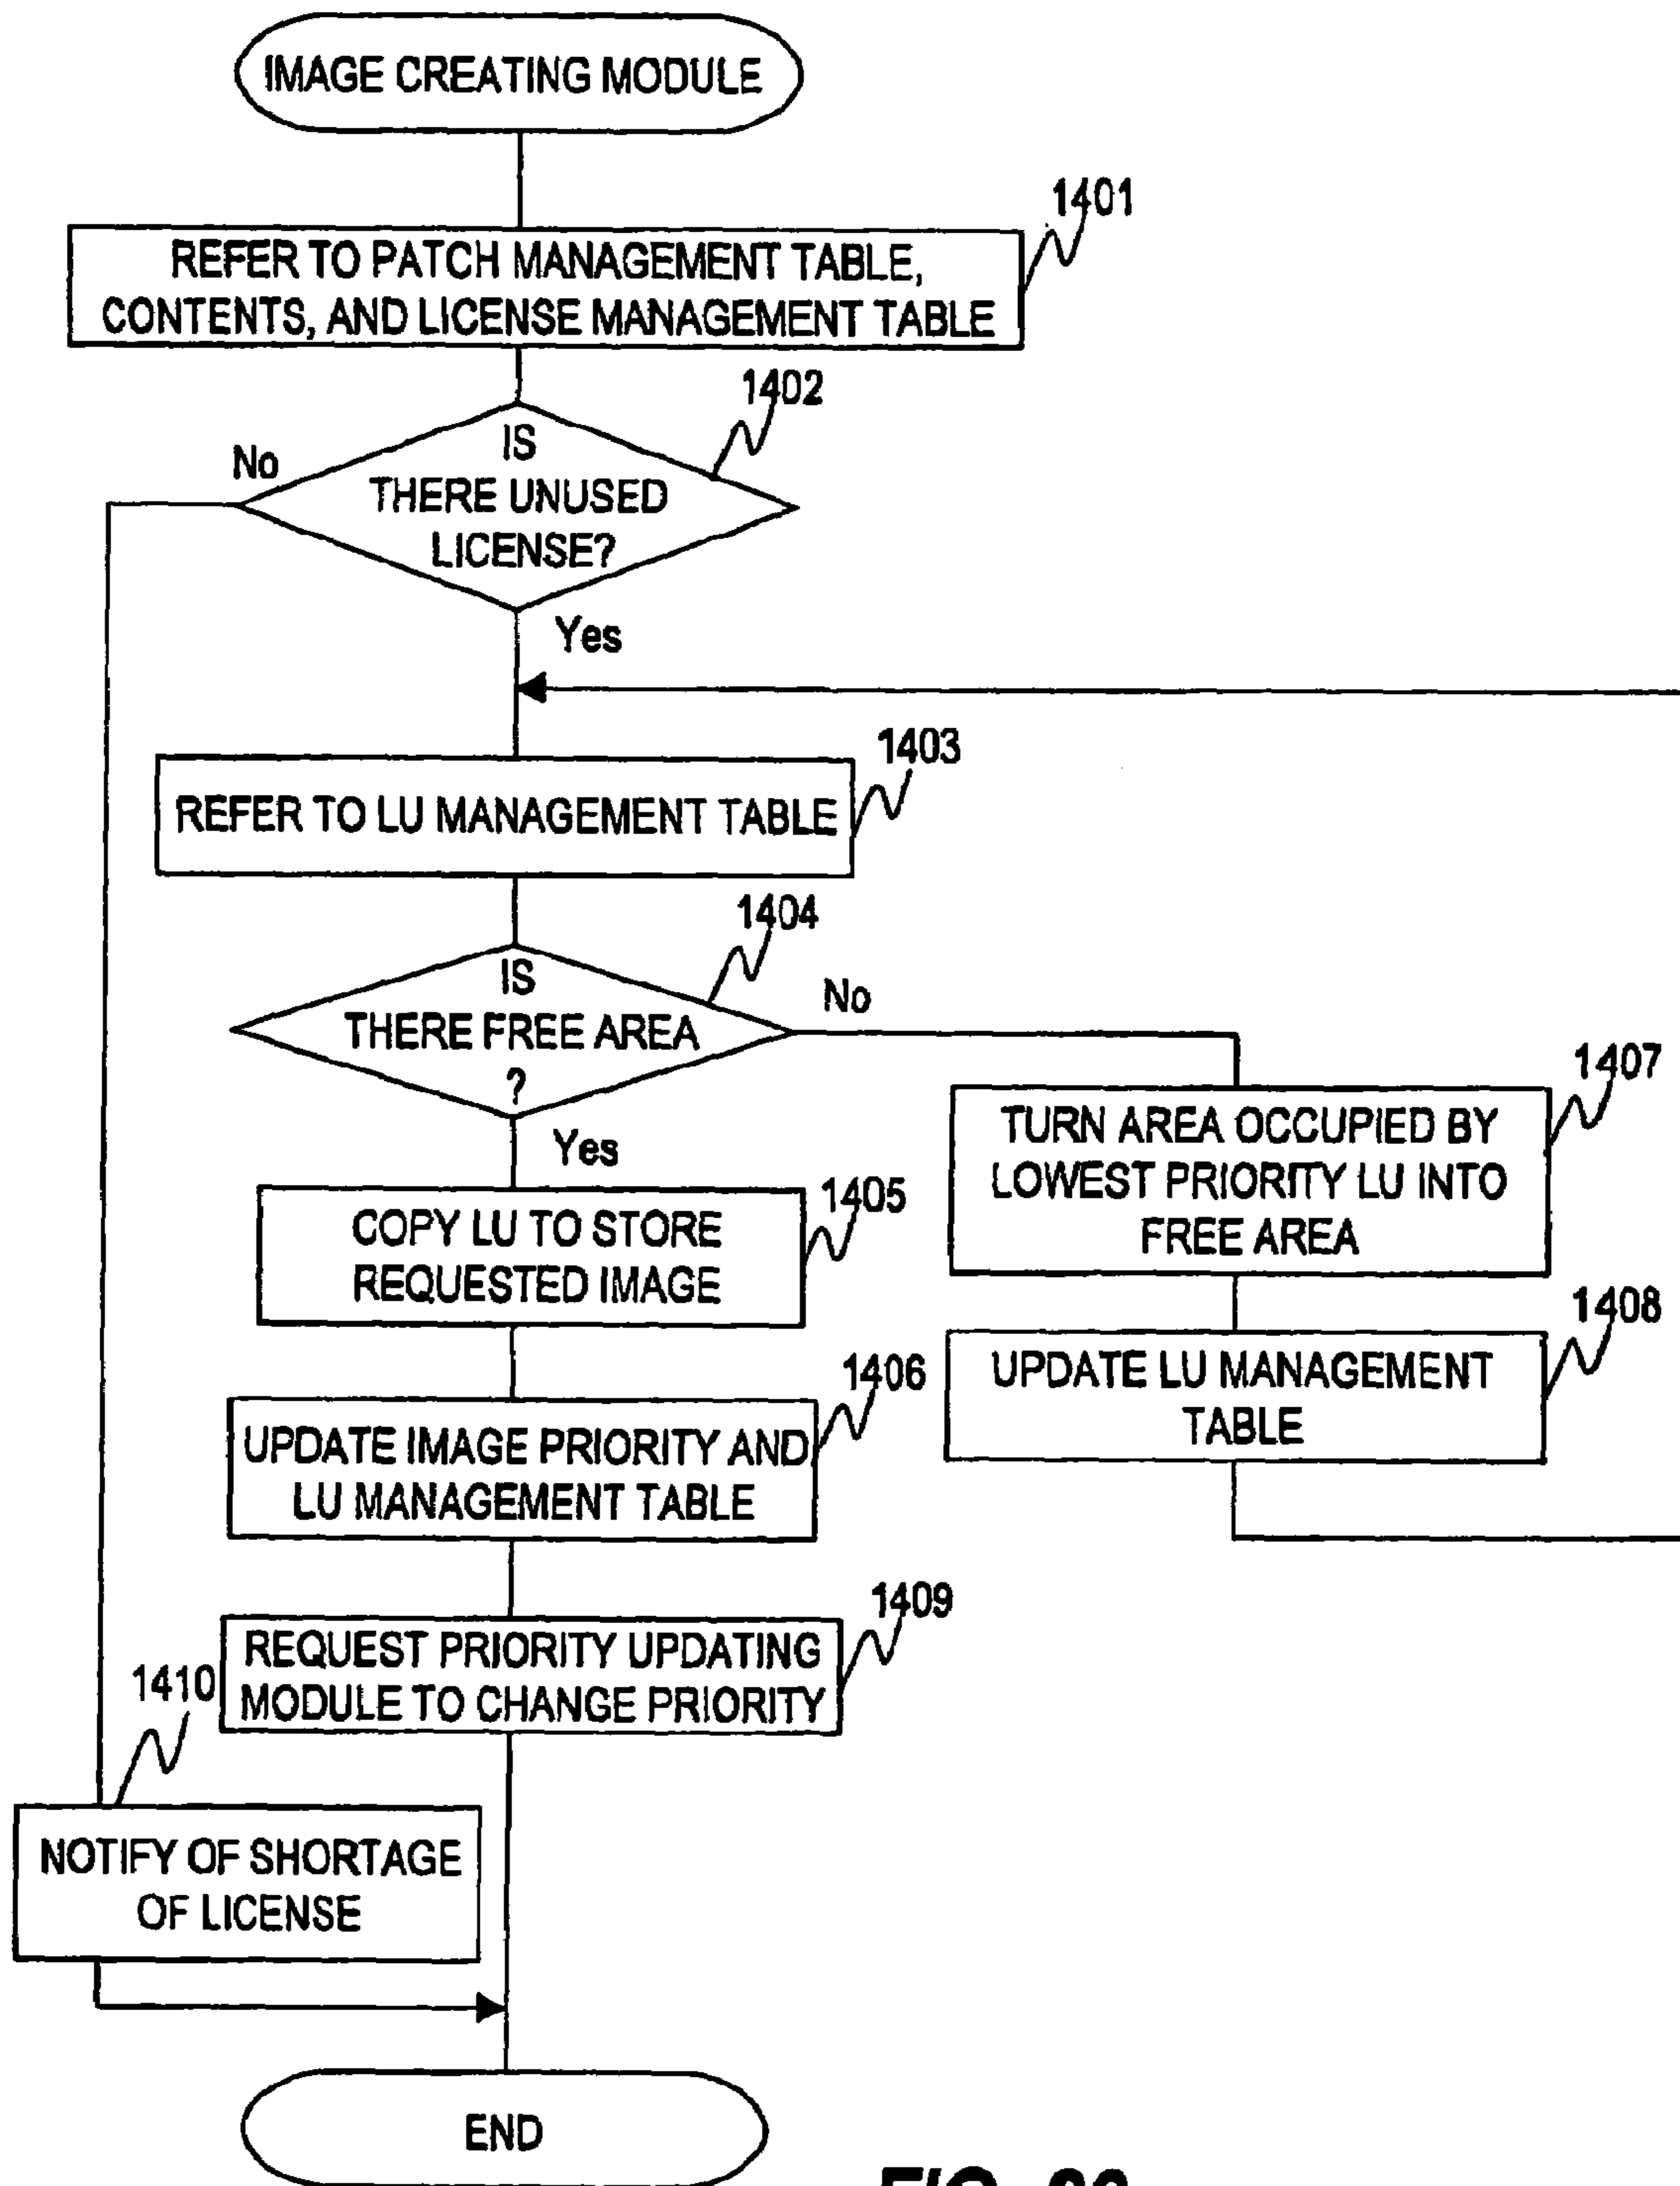 IMAGE CREATING MODULE
1401
REFER TO PATCH MANAGEMENT TABLE,
CONTENTS, AND LICENSE MANAGEMENT TABLE
1402
No
IS
THERE UNUSED
LICENSE?
Yes
1403
REFER TO LU MANAGEMENT TABLE
1404
IS
THERE FREE AREA
?
No
Yes
1407
TURN AREA OCCUPIED BY
LOWEST PRIORITY LU INTO
FREE AREA
1405
COPY LU TO STORE
REQUESTED IMAGE
1408
UPDATE LU MANAGEMENT
TABLE
1406
UPDATE IMAGE PRIORITY AND
LU MANAGEMENT TABLE
1409
REQUEST PRIORITY UPDATING
MODULE TO CHANGE PRIORITY
1410
NOTIFY OF SHORTAGE
OF LICENSE
END